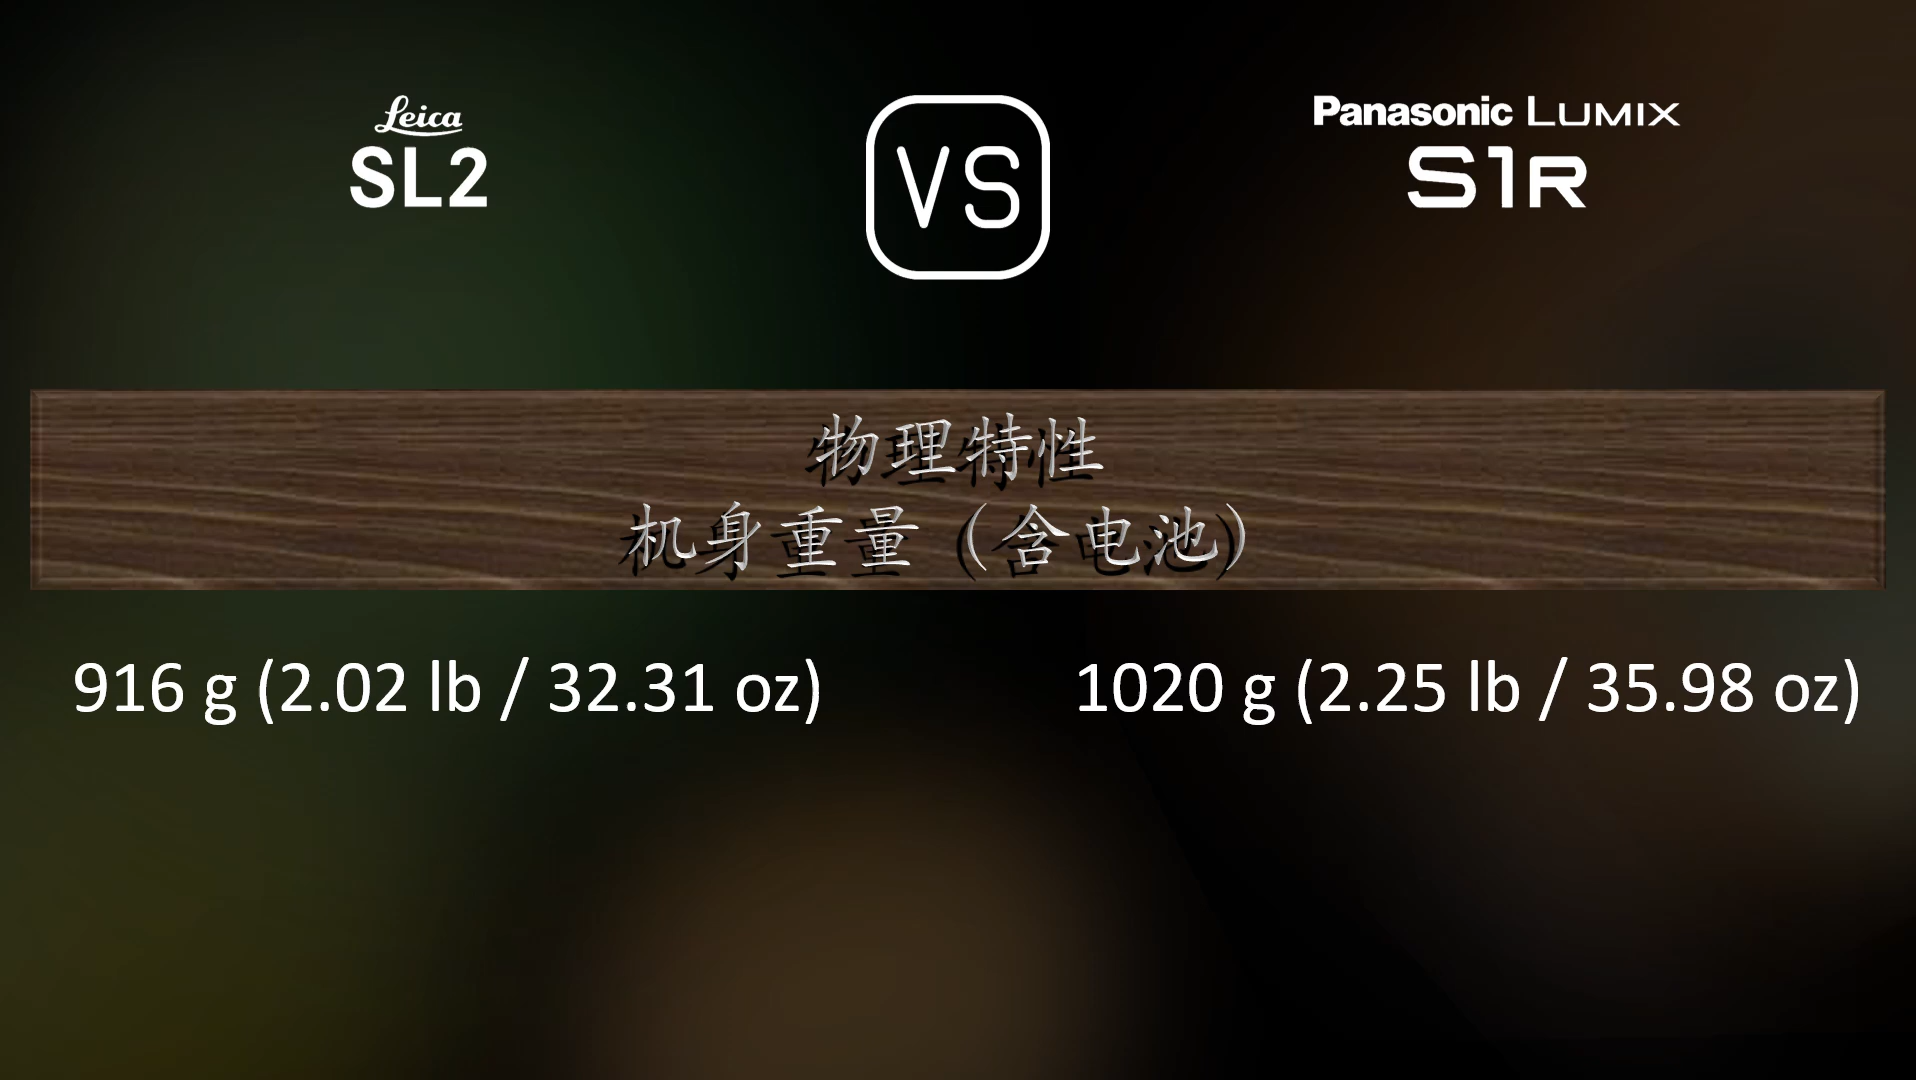 Leica
SL2
VS
Panasonic LUMIX
S1R
物理特性
机身重量（含电池）
916 g (2.02 lb / 32.31 oz)
1020 g (2.25 lb / 35.98 oz)